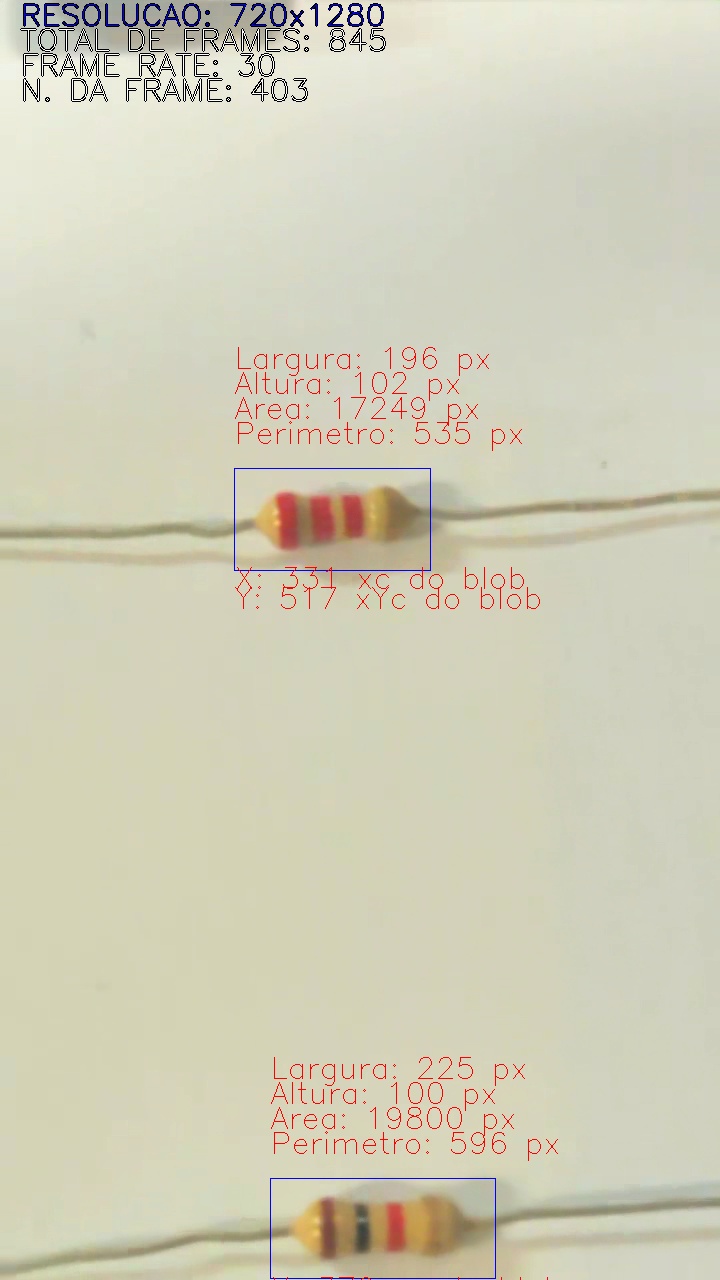 RESOLUCAO: 720x1280
TOTAL DE FRAMES: 845
FRAME RATE: 30
N. DA FRAME: 403
Largura: 196 px
Altura: 102 px
Area: 17249 px
Perimetro: 535 px
X: 331 xc do blob
Y: 517 xYc do blob
Largura: 225 px
Altura: 100 px
Area: 19800 px
Perimetro: 596 px